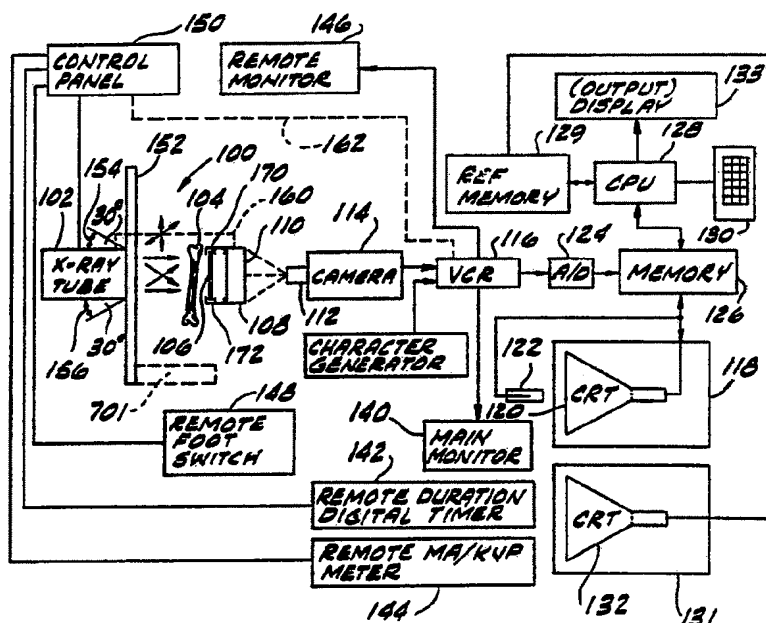 150
CONTROL
PANEL
146
REMOTE
MONITOR
133
(OUTPUT)
DISPLAY
152
162
129
128
REF
MEMORY
CPU
130
154
100
170
160
104
110
114
102
30°
X-RAY
TUBE
CAMERA
116
VCR
124
A/D
MEMORY
126
156
30°
106
172
108
112
CHARACTER
GENERATOR
122
118
701
148
REMOTE
FOOT
SWITCH
140
120
CRT
MAIN
MONITOR
142
REMOTE DURATION
DIGITAL TIMER
CRT
REMOTE MA/KVP
METER
144
132
131